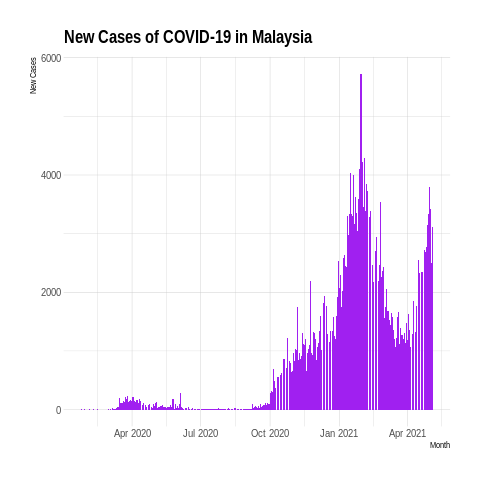 New Cases of COVID-19 in Malaysia
New Cases
6000
4000
2000
0
Apr 2020 Jul 2020 Oct 2020 Jan 2021 Apr 2021
Month